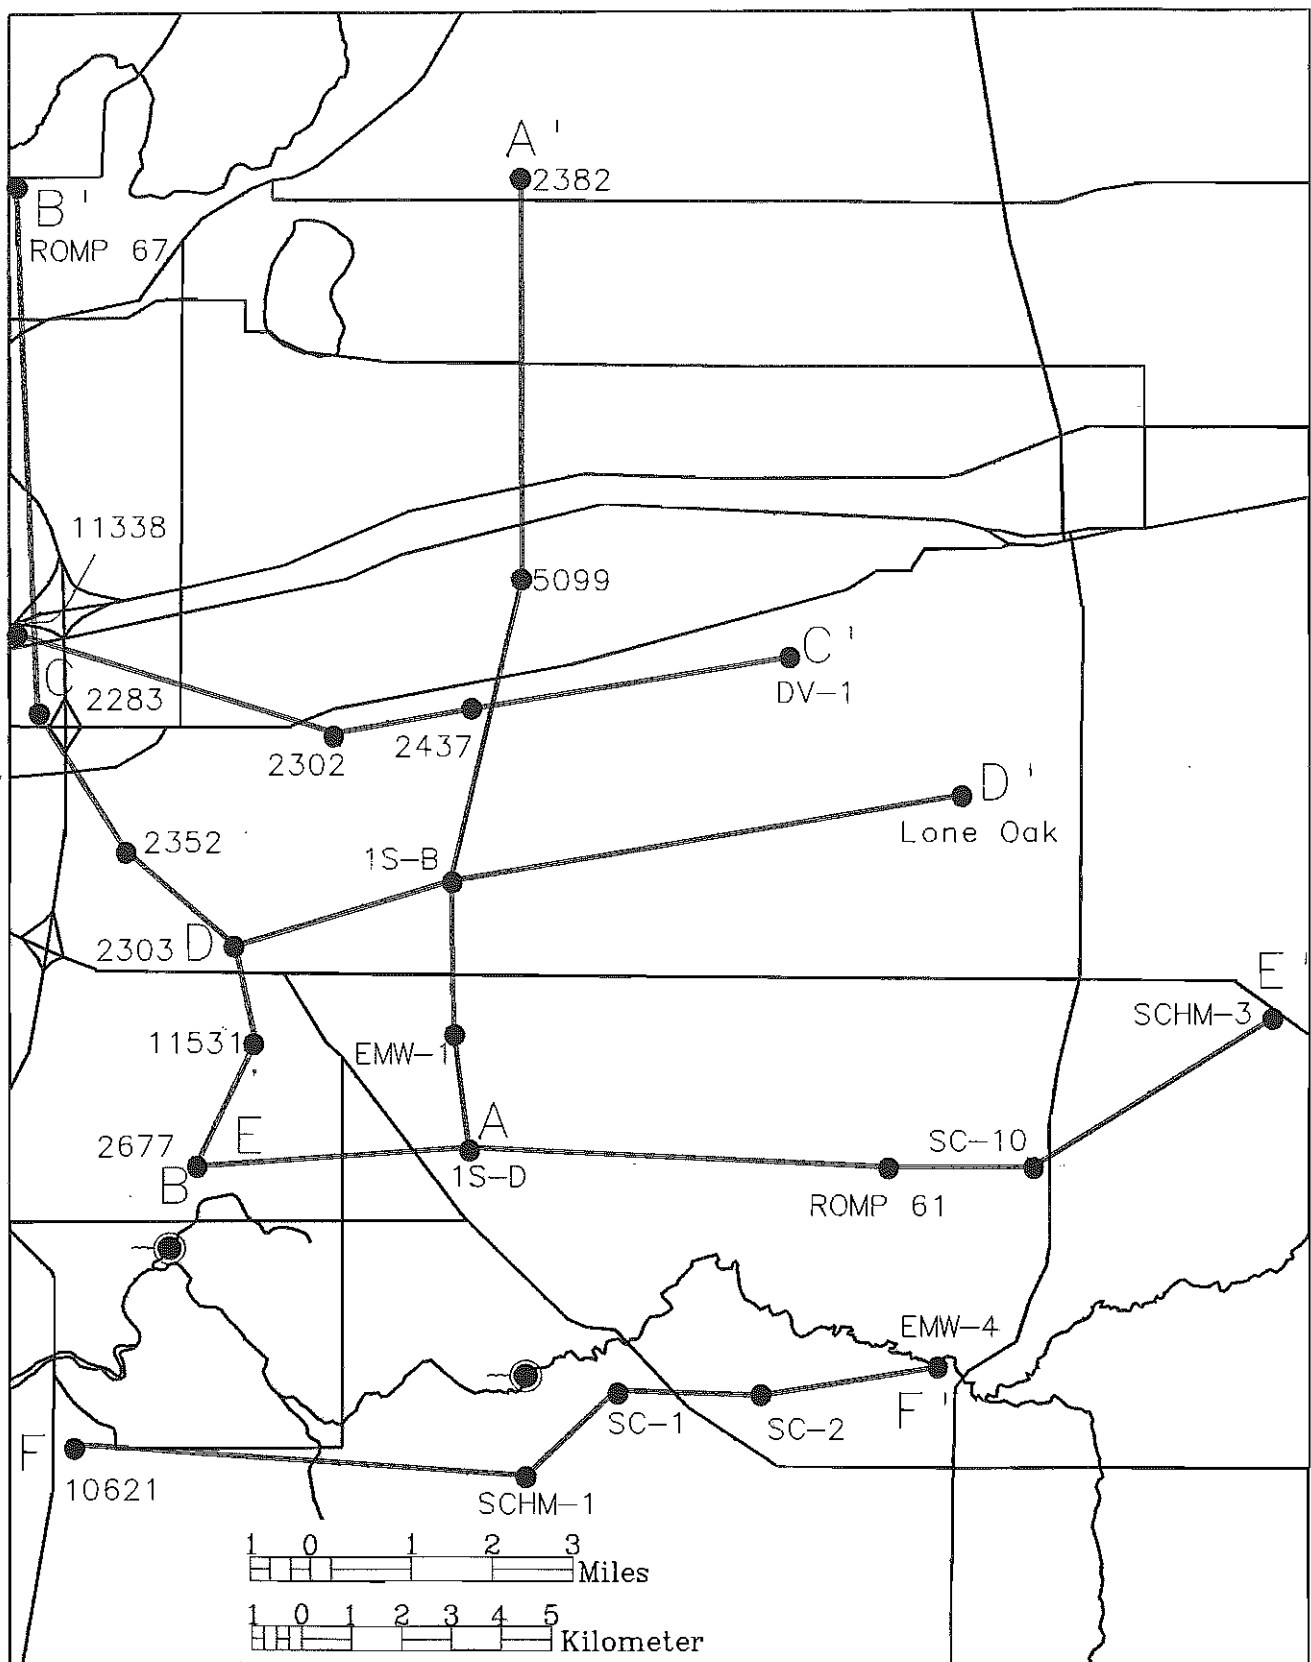 A'
2382
B'
ROMP 67
11338
5099
C
2283
C'
DV-1
2302
2437
D'
Lone Oak
2352
1S-B
2303 D
E'
SCHM-3
11531
EMW-1
A
2677
E
SC-10
B
1S-D
ROMP 61
EMW-4
F'
SC-1
SC-2
F
10621
SCHM-1
1 0 1 2 3
Miles
1 0 1 2 3 4 5
Kilometer